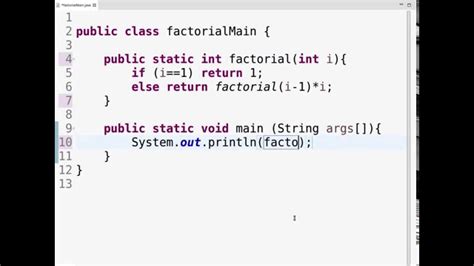 *factorialMain.java
1
2 public class factorialMain {
3
4 public static int factorial(int i){
5 if (i==1) return 1;
6 else return factorial(i-1)*i;
7 }
8
9 public static void main (String args[]){
10 System.out.println(facto);
11 }
12 }
13